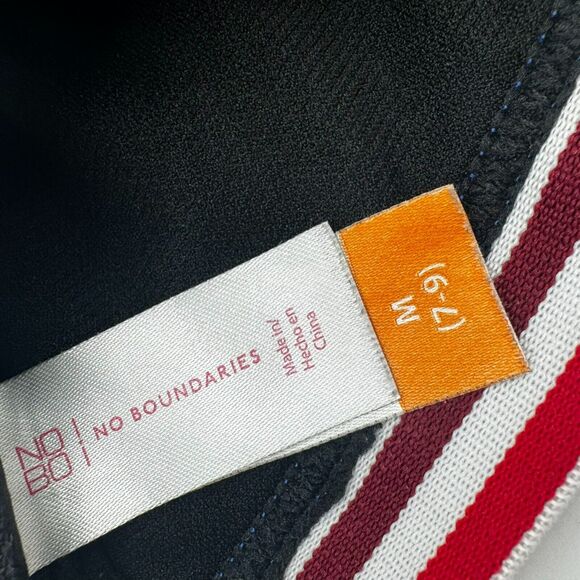 NO
BO
NO BOUNDARIES
Made in/
Hecho en
China
M
(7-9)